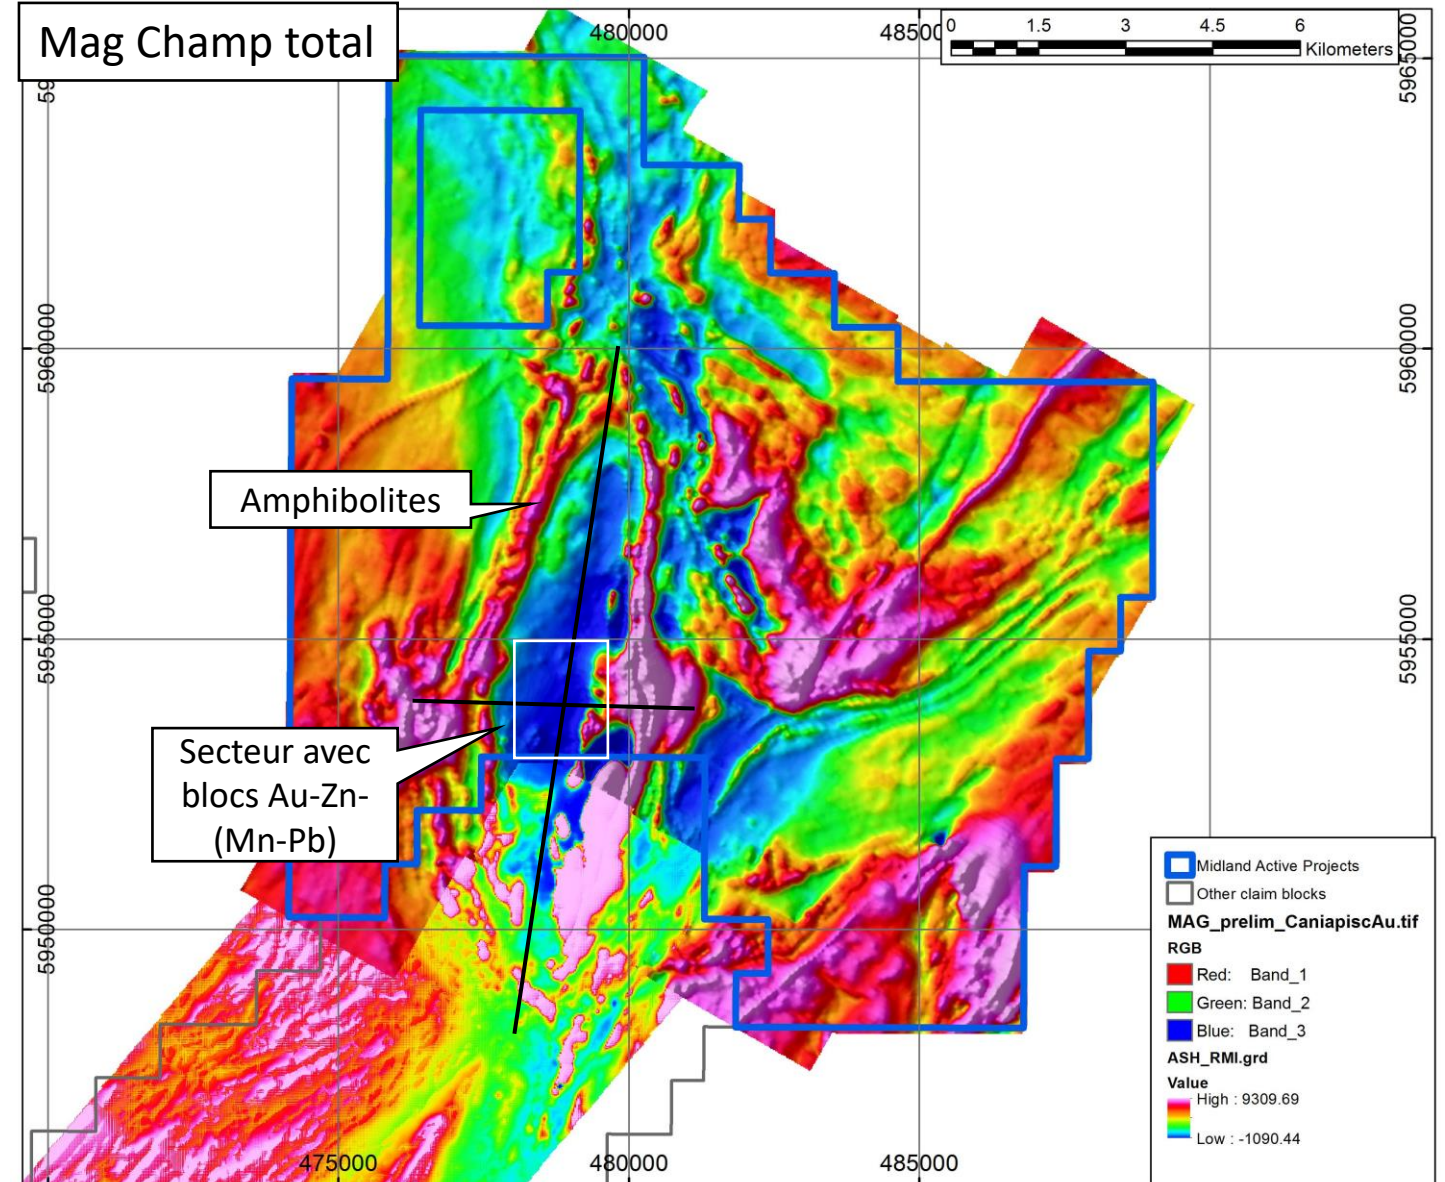 Mag Champ total
480000
48500
0 1.5 3 4.5 6
Kilometers
59
5965000
5960000
5960000
Amphibolites
5955000
5955000
Secteur avec
blocs Au-Zn-
(Mn-Pb)
5950000
Midland Active Projects
Other claim blocks
MAG_prelim_CaniapiscAu.tif
RGB
Red: Band_1
Green: Band_2
Blue: Band_3
ASH_RMI.grd
Value
High : 9309.69
Low : -1090.44
475000
480000
485000